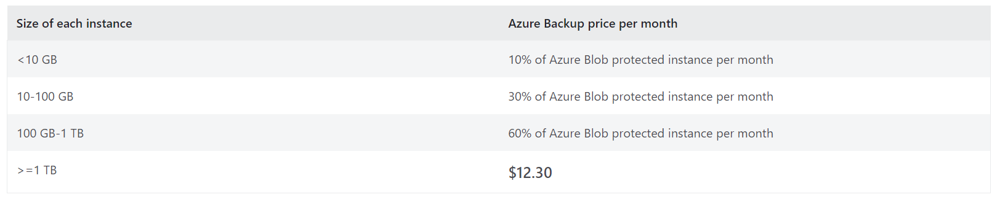 Size of each instance Azure Backup price per month
<10 GB 10% of Azure Blob protected instance per month
10-100 GB 30% of Azure Blob protected instance per month
100 GB-1 TB 60% of Azure Blob protected instance per month
>=1 TB $12.30